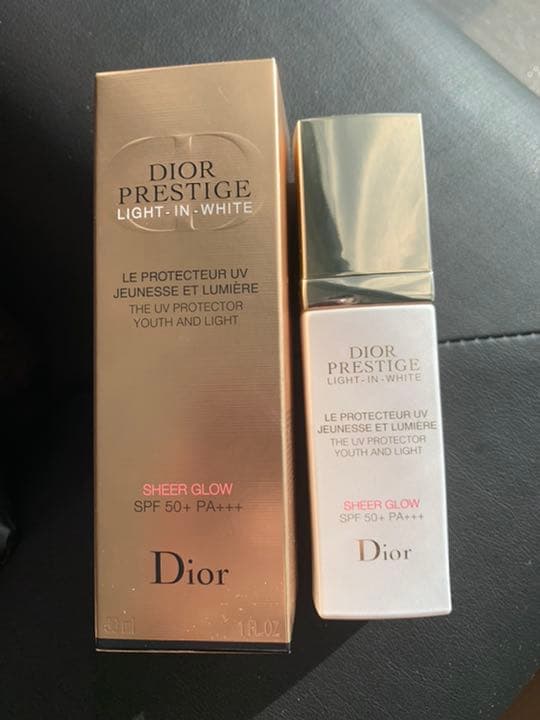 DIOR
PRESTIGE
LIGHT-IN-WHITE
LE PROTECTEUR UV
JEUNESSE ET LUMIÈRE
THE UV PROTECTOR
YOUTH AND LIGHT
SHEER GLOW
SPF 50+ PA+++
Dior
1 FL.OZ
DIOR
PRESTIGE
LIGHT-IN-WHITE
LE PROTECTEUR UV
JEUNESSE ET LUMIÈRE
THE UV PROTECTOR
YOUTH AND LIGHT
SHEER GLOW
SPF 50+ PA+++
Dior